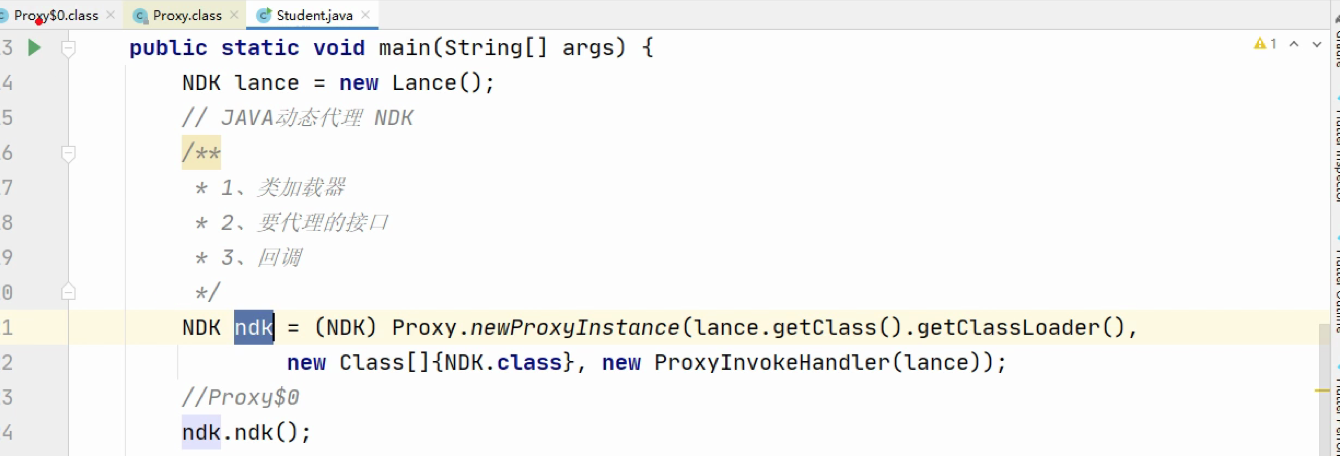 Proxy$0.class
Proxy.class
Student.java
3 public static void main(String[] args) {
1
4 NDK lance = new Lance();
5 // JAVA动态代理 NDK
6 /**
7 * 1、类加载器
8 * 2、要代理的接口
9 * 3、回调
0 */
1 NDK ndk = (NDK) Proxy.newProxyInstance(lance.getClass().getClassLoader(),
2 new Class[]{NDK.class}, new ProxyInvokeHandler(lance));
3 //Proxy$0
4 ndk.ndk();